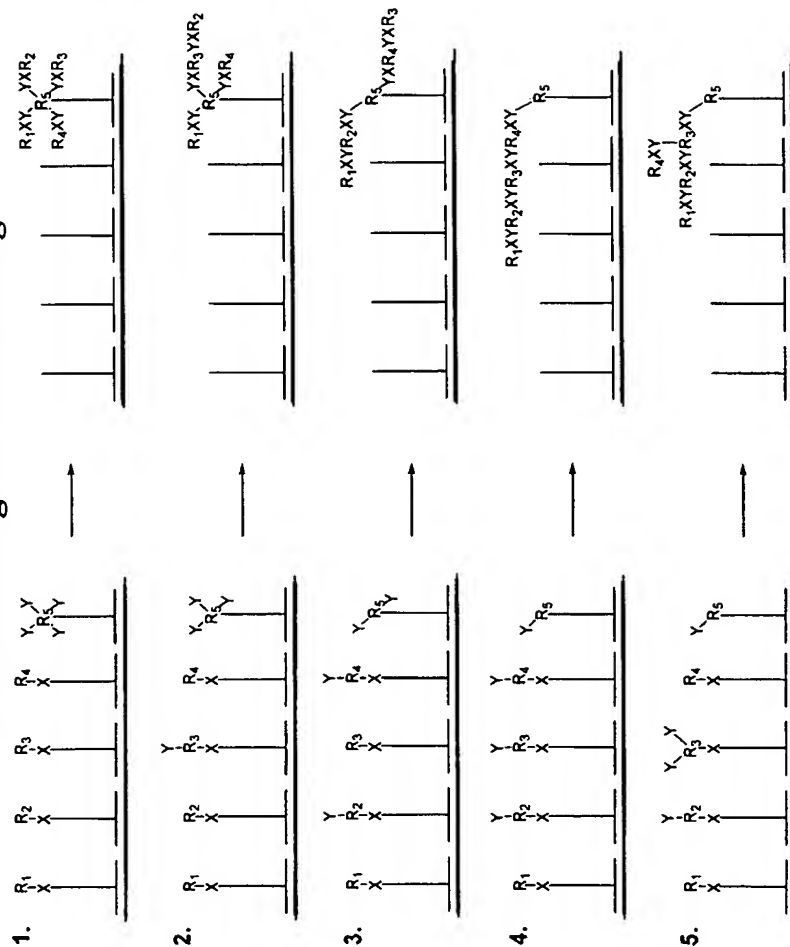 1.
R₁ R₂ R₃ R₄ Y Y
X X X X R₅
Y Y
R₁XY YXR₂
R₅
R₄XY YXR₃
2.
Y
R₁ R₂ R₃ R₄ Y Y
X X X X R₅
Y
R₁XY YXR₃YXR₂
R₅
YXR₄
3.
Y Y
R₁ R₂ R₃ R₄ Y
X X X X R₅
Y
R₁XYR₂XY
R₅
YXR₄YXR₃
4.
Y Y Y Y
R₁ R₂ R₃ R₄ R₅
X X X X
R₁XYR₂XYR₃XYR₄XY
R₅
5.
Y Y Y Y
R₁ R₂ R₃ R₄ R₅
X X X X
R₄XY
R₁XYR₂XYR₃XY
R₅